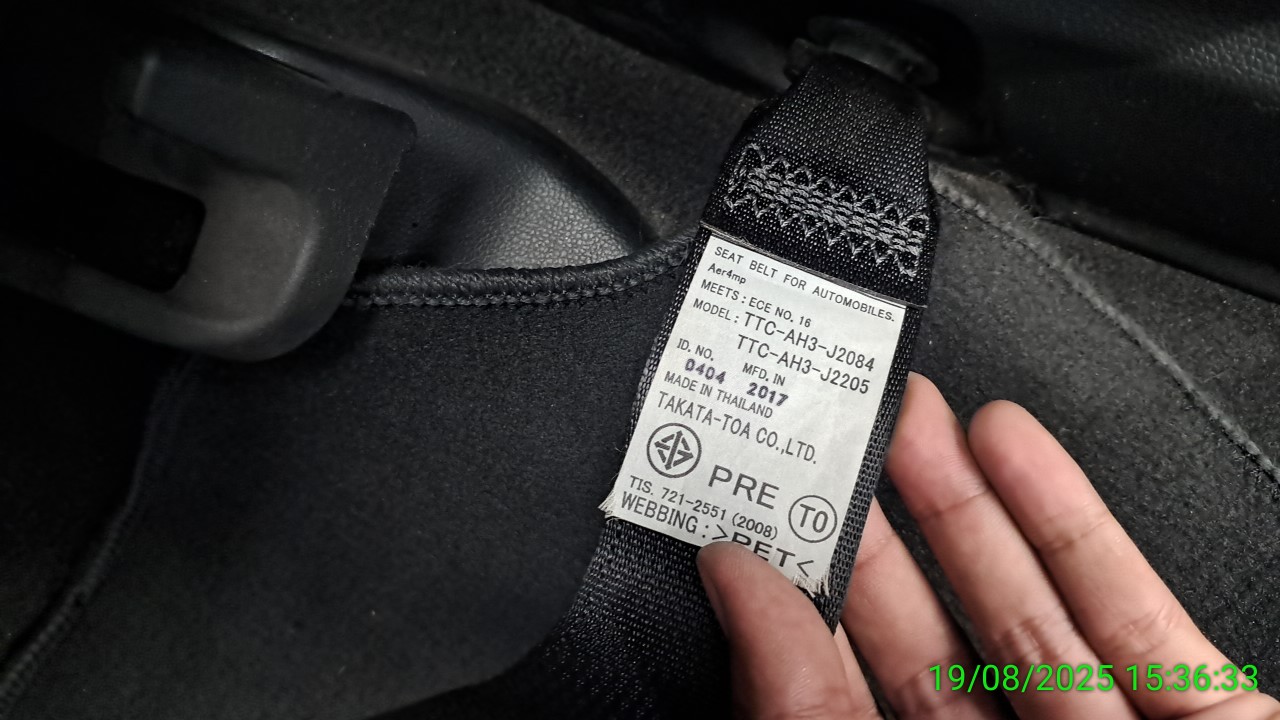 SEAT BELT FOR AUTOMOBILES.
Aer4mp
MEETS : ECE NO. 16
MODEL : TTC-AH3-J2084
TTC-AH3-J2205
ID. NO. MFD. IN
0404 2017
MADE IN THAILAND
TAKATA-TOA CO.,LTD.
PRE TO
TIS. 721-2551 (2008)
WEBBING : >PET<
19/08/2025 15:36:33